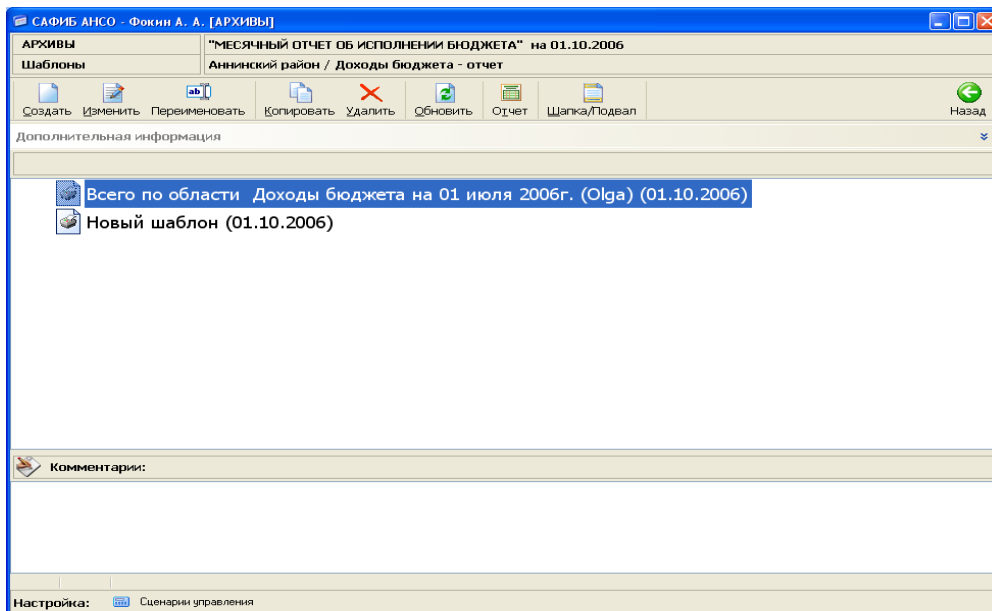 САФИБ АНСО - Фокин А. А. [АРХИВЫ]
АРХИВЫ "МЕСЯЧНЫЙ ОТЧЕТ ОБ ИСПОЛНЕНИИ БЮДЖЕТА" на 01.10.2006
Шаблоны Аннинский район / Доходы бюджета - отчет
Создать Изменить Переименовать Копировать Удалить Обновить Отчет Шапка/Подвал Назад
Дополнительная информация
Всего по области Доходы бюджета на 01 июля 2006г. (Olga) (01.10.2006)
Новый шаблон (01.10.2006)
Комментарии:
Настройка: Сценарии управления